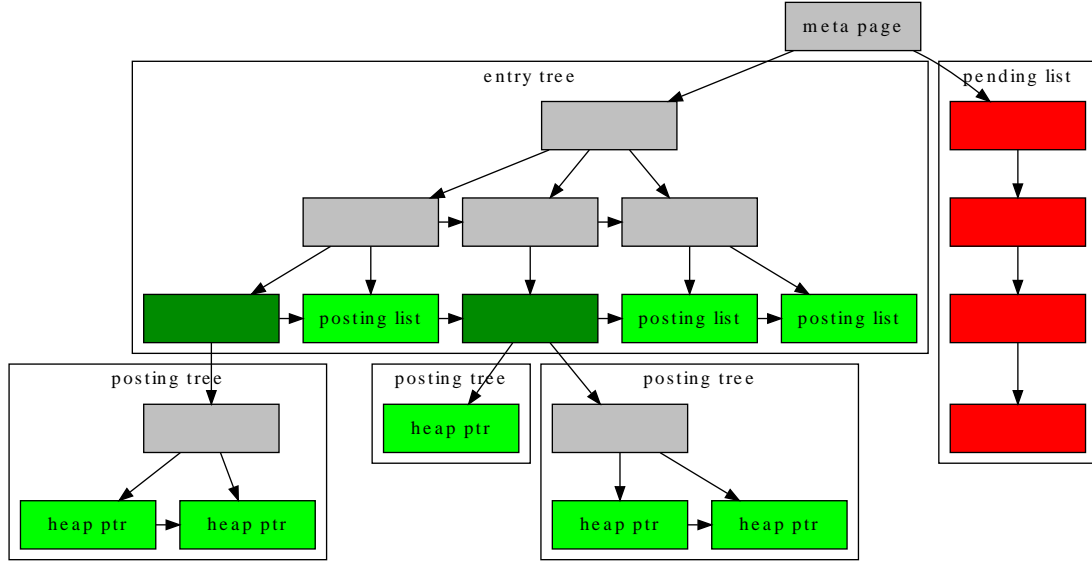 meta page
entry tree
pending list
posting list
posting list
posting list
posting tree
posting tree
posting tree
heap ptr
heap ptr
heap ptr
heap ptr
heap ptr